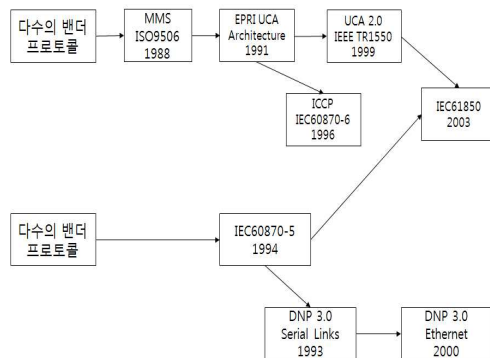 다수의 밴더
프로토콜
MMS
ISO9506
1988
EPRI UCA
Architecture
1991
UCA 2.0
IEEE TR1550
1999
ICCP
IEC60870-6
1996
IEC61850
2003
다수의 밴더
프로토콜
IEC60870-5
1994
DNP 3.0
Serial Links
1993
DNP 3.0
Ethernet
2000